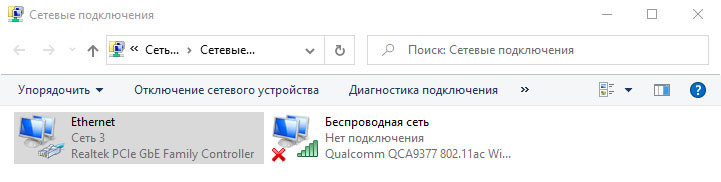 Сетевые подключения
« Сеть... > Сетевые...
Поиск: Сетевые подключения
Упорядочить
Отключение сетевого устройства
Диагностика подключения
»
Ethernet
Сеть 3
Realtek PCIe GbE Family Controller
Беспроводная сеть
Нет подключения
Qualcomm QCA9377 802.11ac Wi...